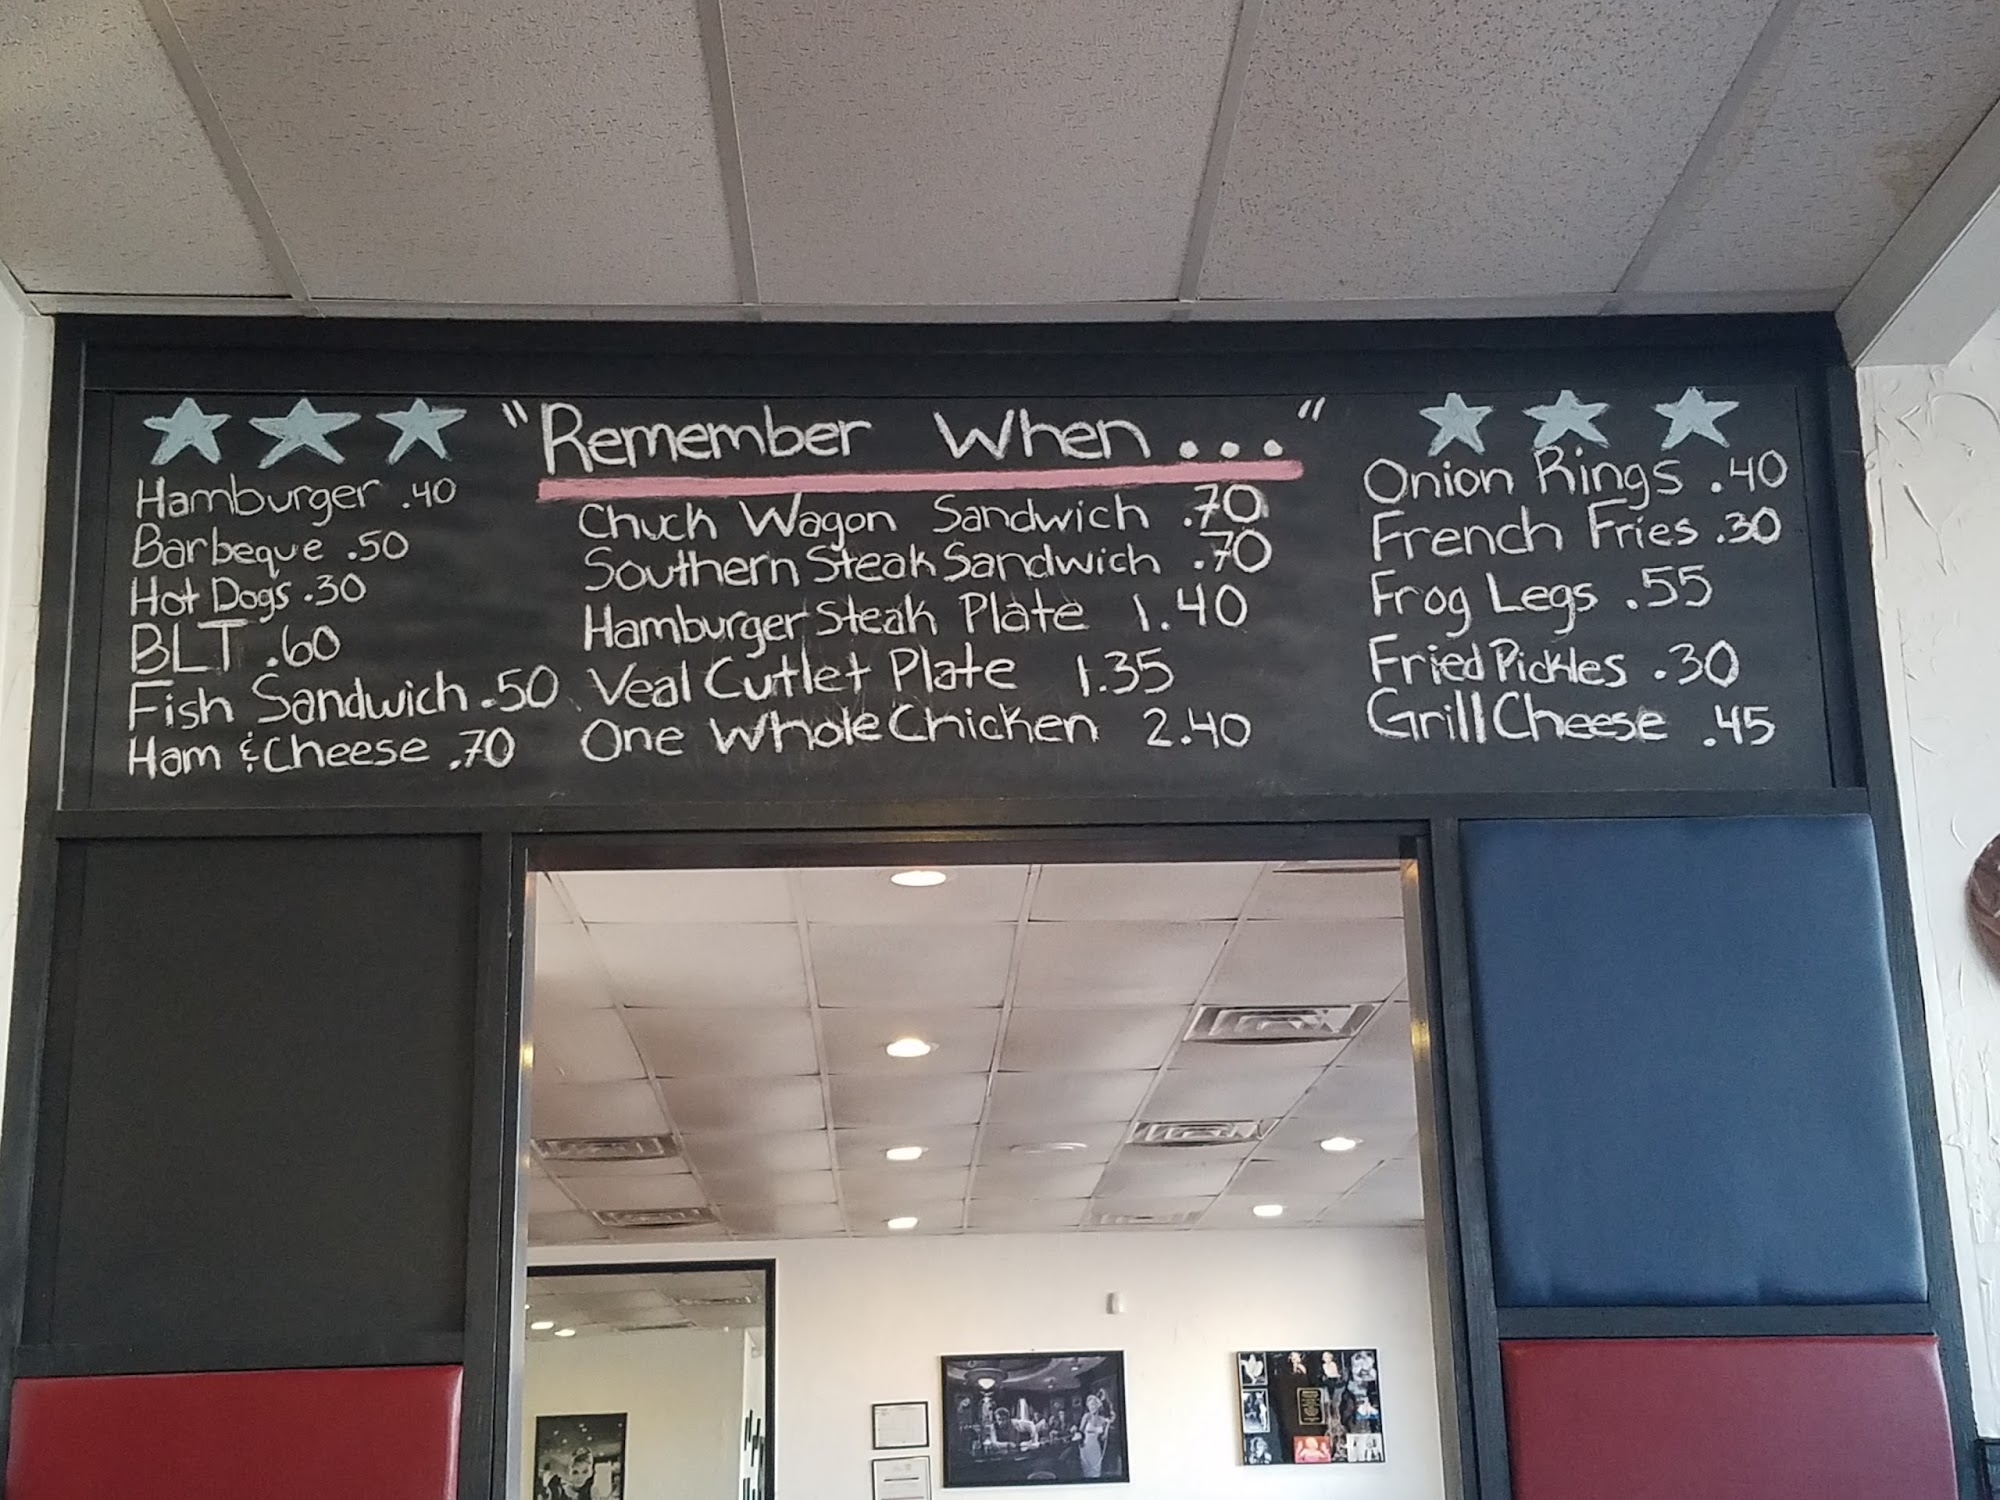 "Remember When..."
Hamburger .40
Barbeque .50
Hot Dogs .30
BLT .60
Fish Sandwich .50
Ham & Cheese .70
Chuck Wagon Sandwich .70
Southern Steak Sandwich .70
Hamburger Steak Plate 1.40
Veal Cutlet Plate 1.35
One Whole Chicken 2.40
Onion Rings .40
French Fries .30
Frog Legs .55
Fried Pickles .30
Grill Cheese .45